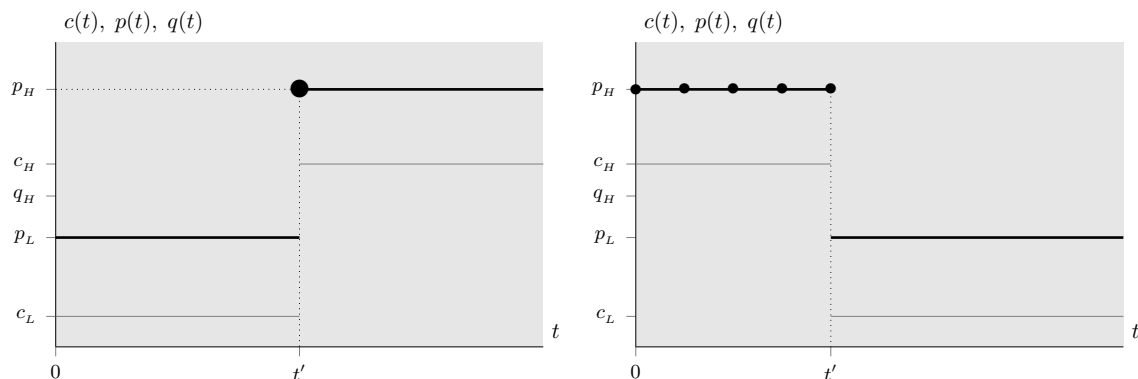 c(t), p(t), q(t)
p_H
c_H
q_H
p_L
c_L
t
0
t′
c(t), p(t), q(t)
p_H
c_H
q_H
p_L
c_L
t
0
t′